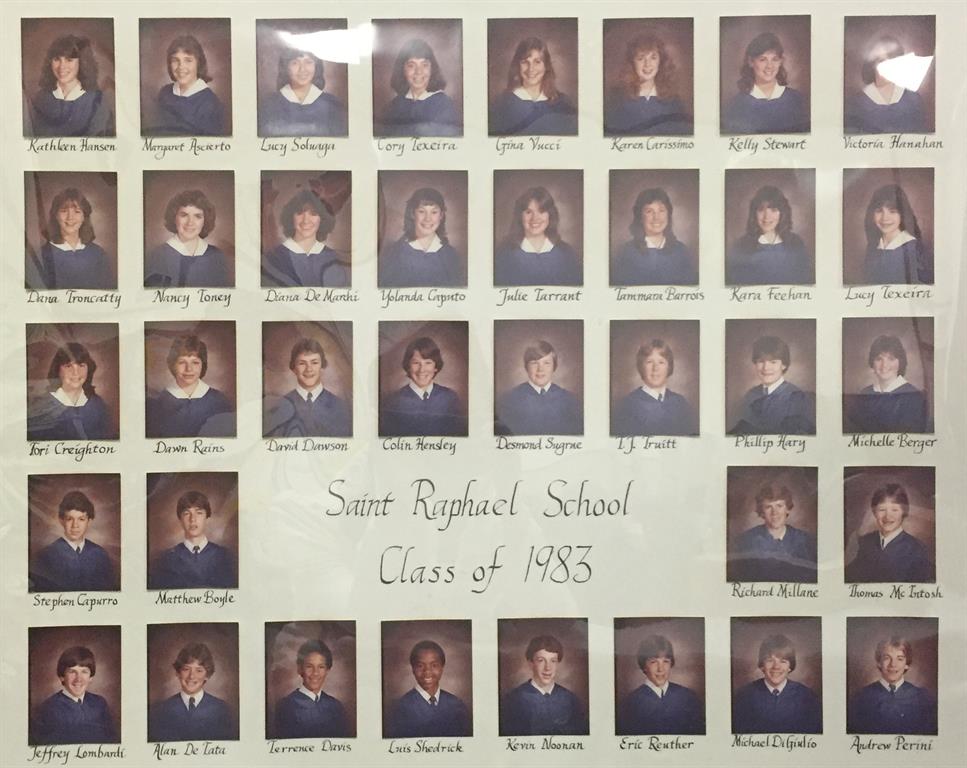 Kathleen Hansen Margaret Ascierto Lucy Soluaga Cory Texeira Gina Vucci Karen Carissimo Kelly Stewart Victoria Hanahan
Dana Troncatty Nancy Toney Diana De Marchi Yolanda Caputo Julie Tarrant Tammara Barrois Kara Feehan Lucy Texeira
Tori Creighton Dawn Rains David Dawson Colin Hensley Desmond Sugrue T.J. Truitt Phillip Hary Michelle Berger
Saint Raphael School
Class of 1983
Stephen Capurro Matthew Boyle Richard Millane Thomas McIntosh
Jeffrey Lombardi Alan De Tata Terrence Davis Luis Shedrick Kevin Noonan Eric Reuther Michael DiGiulio Andrew Perini